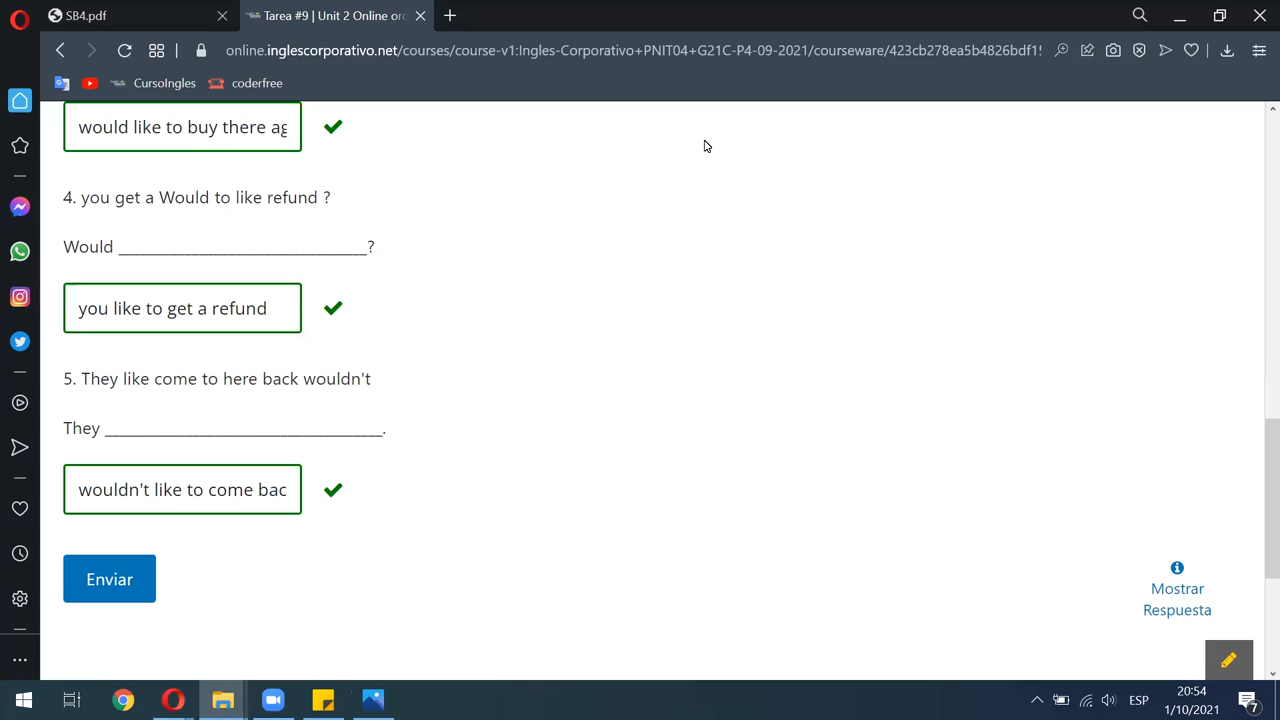 SB4.pdf
Tarea #9 | Unit 2 Online or
online.inglescorporativo.net/courses/course-v1:Ingles-Corporativo+PNIT04+G21C-P4-09-2021/courseware/423cb278ea5b4826bdf1!
CursoIngles
coderfree
would like to buy there ag
4. you get a Would to like refund ?
Would ______________________________?
you like to get a refund
5. They like come to here back wouldn't
They __________________________________.
wouldn't like to come bac
Enviar
Mostrar
Respuesta
ESP
20:54
1/10/2021
7